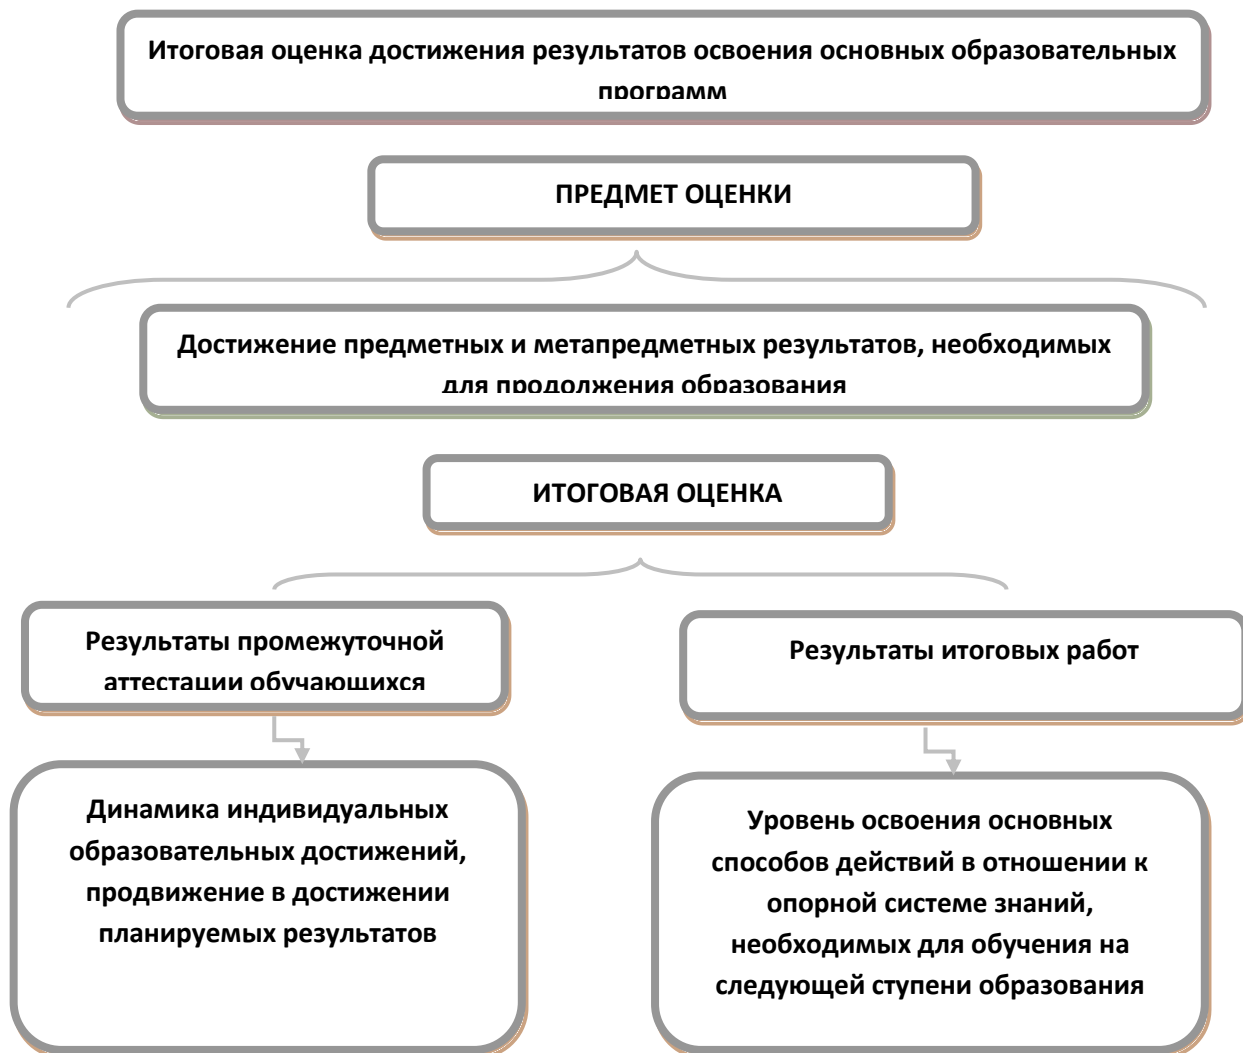 Итоговая оценка достижения результатов освоения основных образовательных
программ
ПРЕДМЕТ ОЦЕНКИ
Достижение предметных и метапредметных результатов, необходимых
для продолжения образования
ИТОГОВАЯ ОЦЕНКА
Результаты промежуточной
аттестации обучающихся
Результаты итоговых работ
Динамика индивидуальных
образовательных достижений,
продвижение в достижении
планируемых результатов
Уровень освоения основных
способов действий в отношении к
опорной системе знаний,
необходимых для обучения на
следующей ступени образования